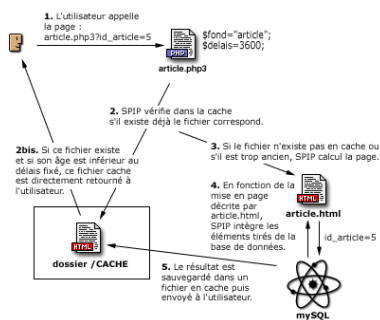 1. L'utilisateur appelle
la page :
article.php3?id_article=5
$fond="article";
$delais=3600;
PHP
article.php3
2. SPIP vérifie dans la cache
s'il existe déjà le fichier correspond.
2bis. Si ce fichier existe
et si son âge est inférieur au
délais fixé, ce fichier cache
est directement retourné à
l'utilisateur.
3. Si le fichier n'existe pas en cache ou
s'il est trop ancien, SPIP calcul la page.
4. En fonction de la
mise en page
décrite par
article.html,
SPIP intègre les
éléments tirés de la
base de données.
HTML
article.html
id_article=5
HTML
dossier /CACHE
5. Le résultat est
sauvegardé dans un
fichier en cache puis
envoyé à l'utilisateur.
mySQL